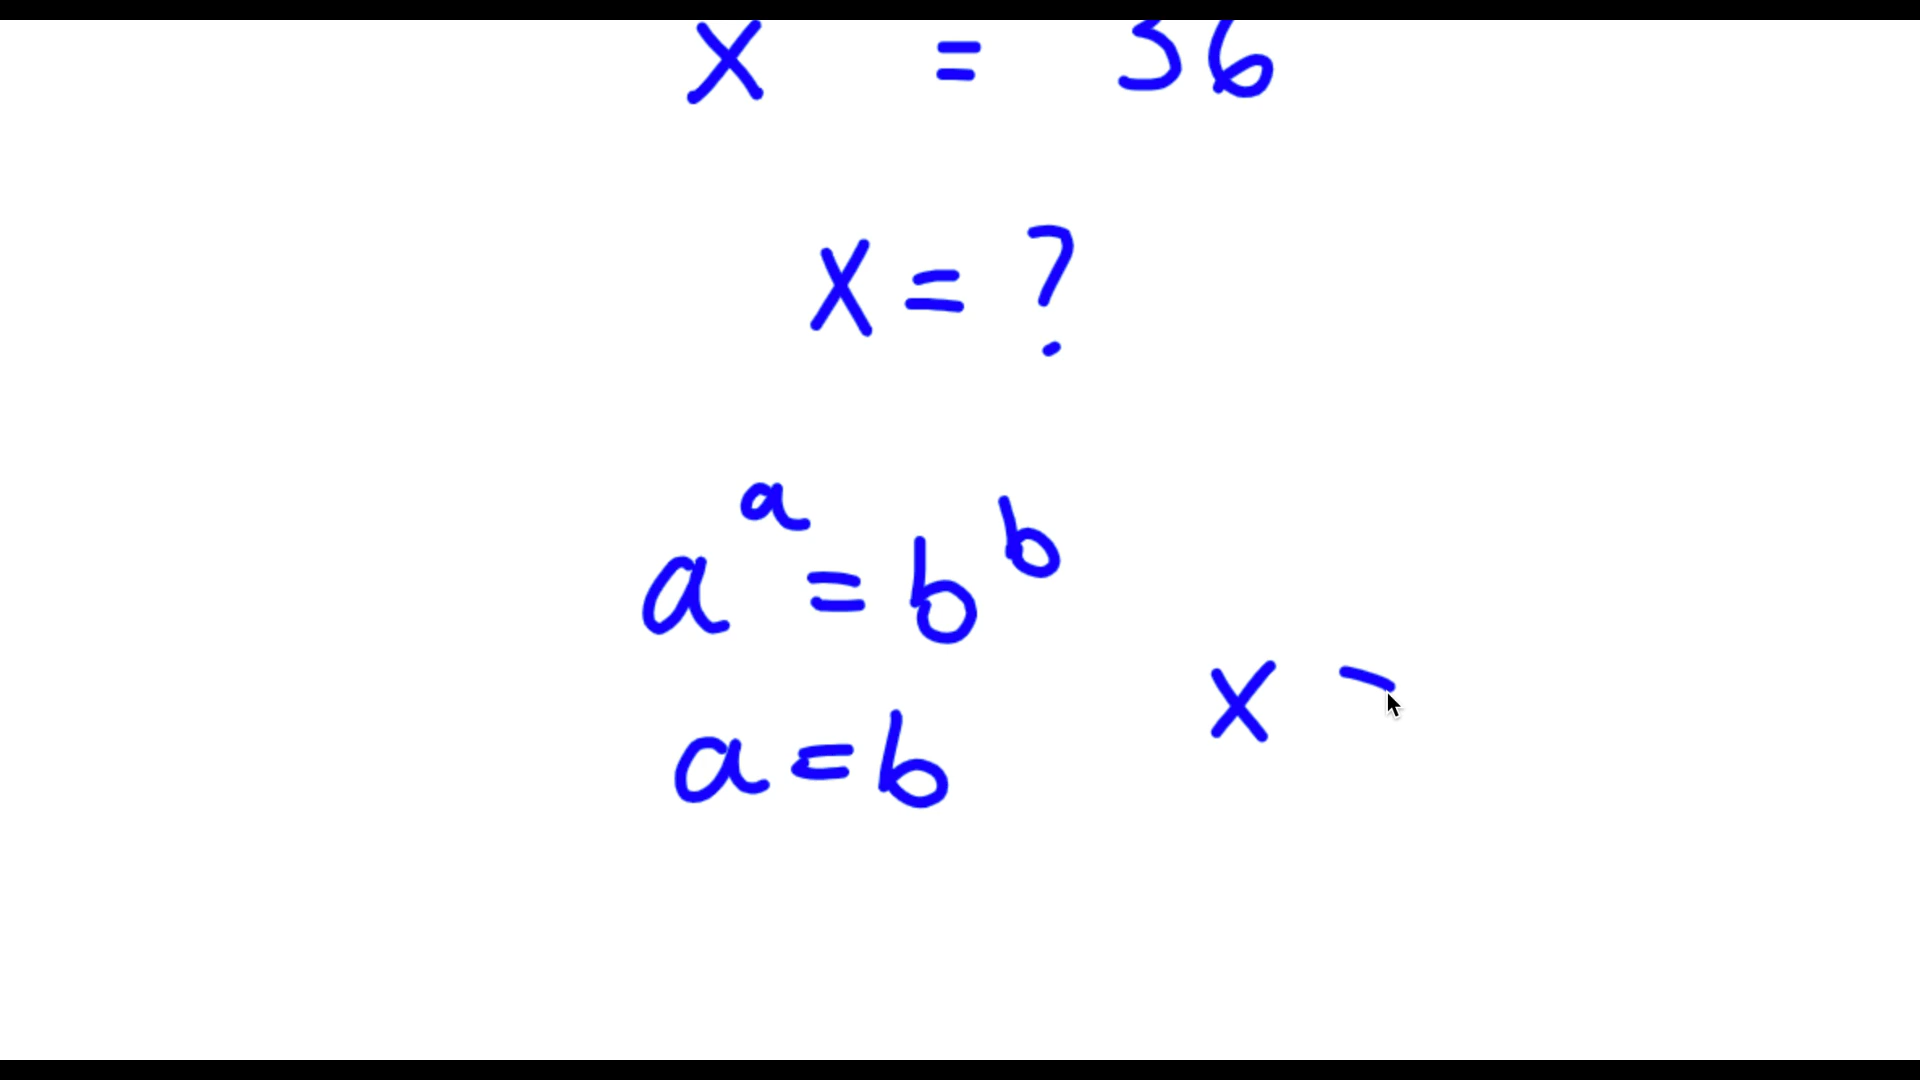 x = 36
x = ?
a^a = b^b
x -
a = b